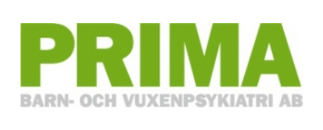 PRIMA
BARN- OCH VUXENPSYKIATRI AB